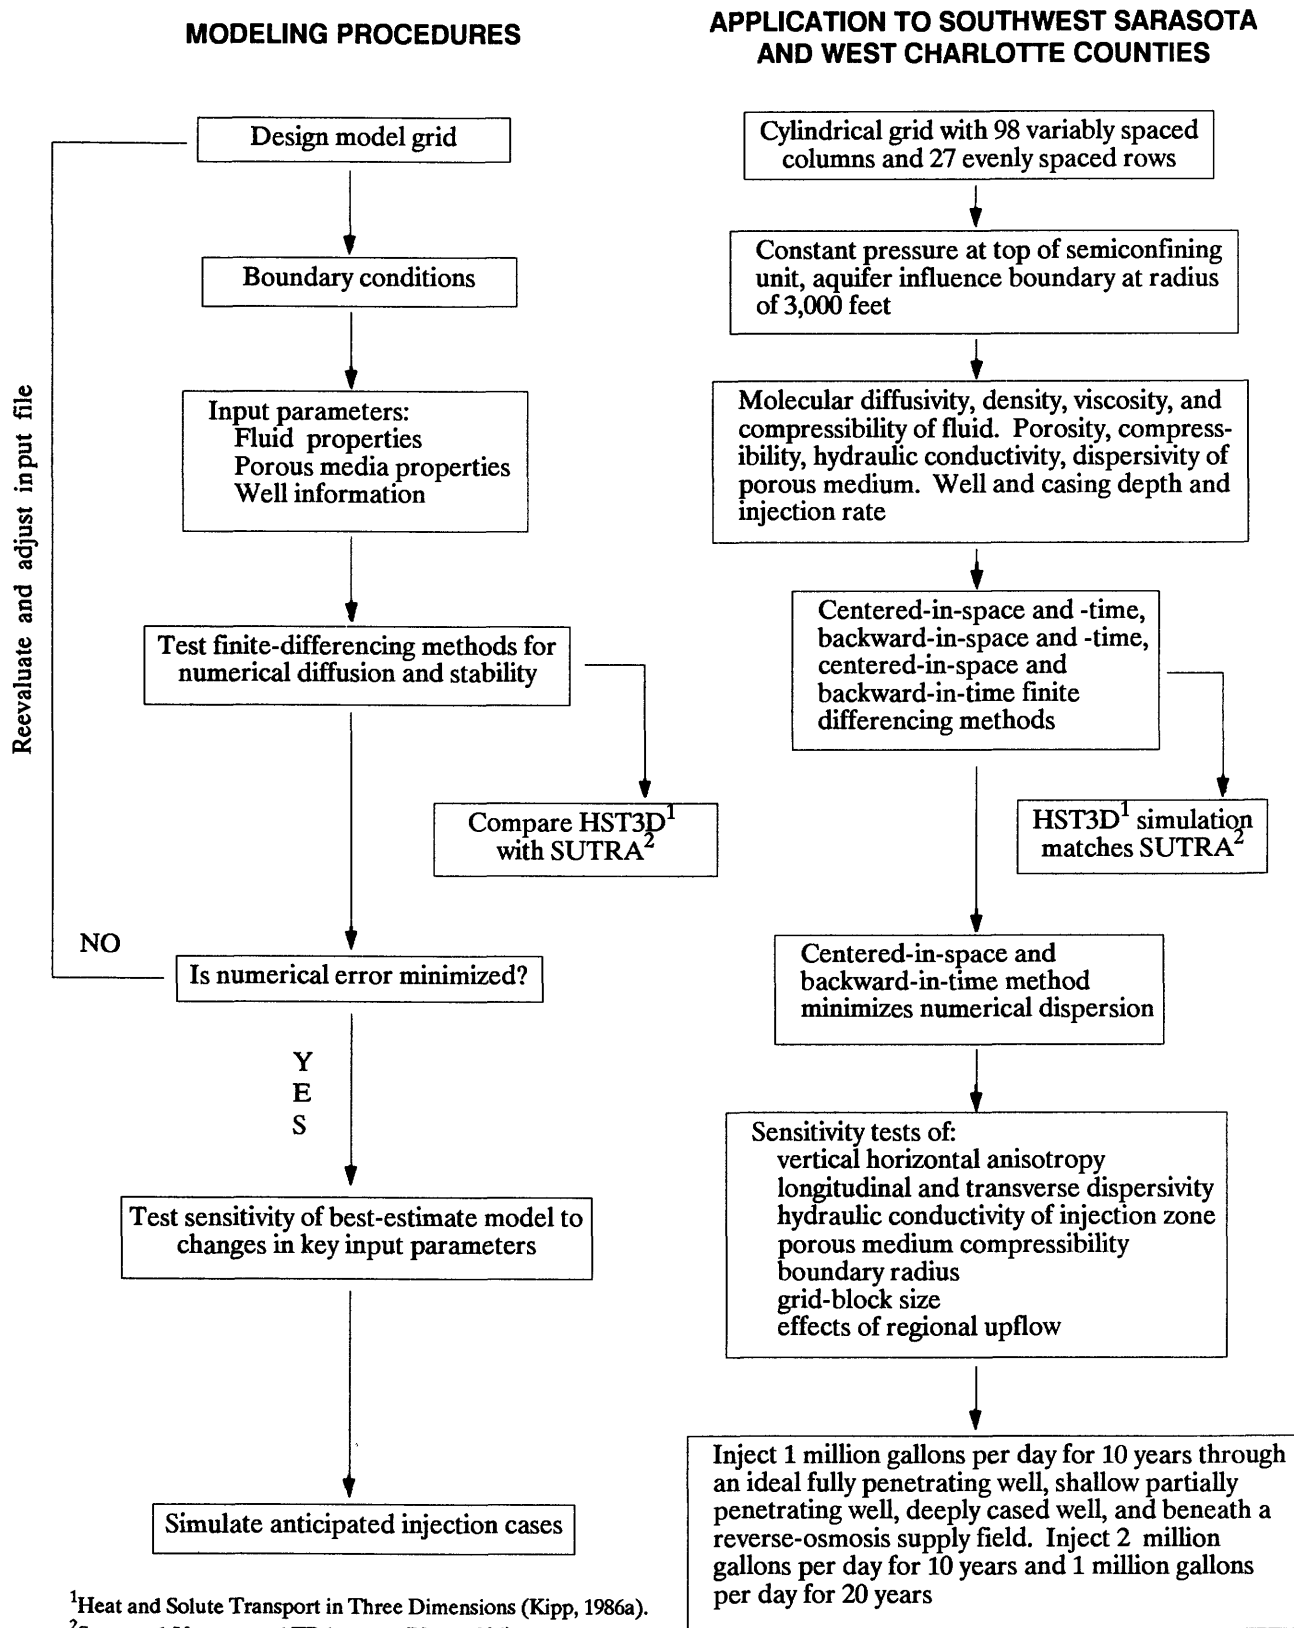 MODELING PROCEDURES
Design model grid
Boundary conditions
Input parameters:
Fluid properties
Porous media properties
Well information
Test finite-differencing methods for
numerical diffusion and stability
Compare HST3D1
with SUTRA2
Is numerical error minimized?
NO
Reevaluate and adjust input file
YES
Test sensitivity of best-estimate model to
changes in key input parameters
Simulate anticipated injection cases
APPLICATION TO SOUTHWEST SARASOTA
AND WEST CHARLOTTE COUNTIES
Cylindrical grid with 98 variably spaced
columns and 27 evenly spaced rows
Constant pressure at top of semiconfining
unit, aquifer influence boundary at radius
of 3,000 feet
Molecular diffusivity, density, viscosity, and
compressibility of fluid. Porosity, compress-
ibility, hydraulic conductivity, dispersivity of
porous medium. Well and casing depth and
injection rate
Centered-in-space and -time,
backward-in-space and -time,
centered-in-space and
backward-in-time finite
differencing methods
HST3D1 simulation
matches SUTRA2
Centered-in-space and
backward-in-time method
minimizes numerical dispersion
Sensitivity tests of:
vertical horizontal anisotropy
longitudinal and transverse dispersivity
hydraulic conductivity of injection zone
porous medium compressibility
boundary radius
grid-block size
effects of regional upflow
Inject 1 million gallons per day for 10 years through
an ideal fully penetrating well, shallow partially
penetrating well, deeply cased well, and beneath a
reverse-osmosis supply field. Inject 2 million
gallons per day for 10 years and 1 million gallons
per day for 20 years
1Heat and Solute Transport in Three Dimensions (Kipp, 1986a).